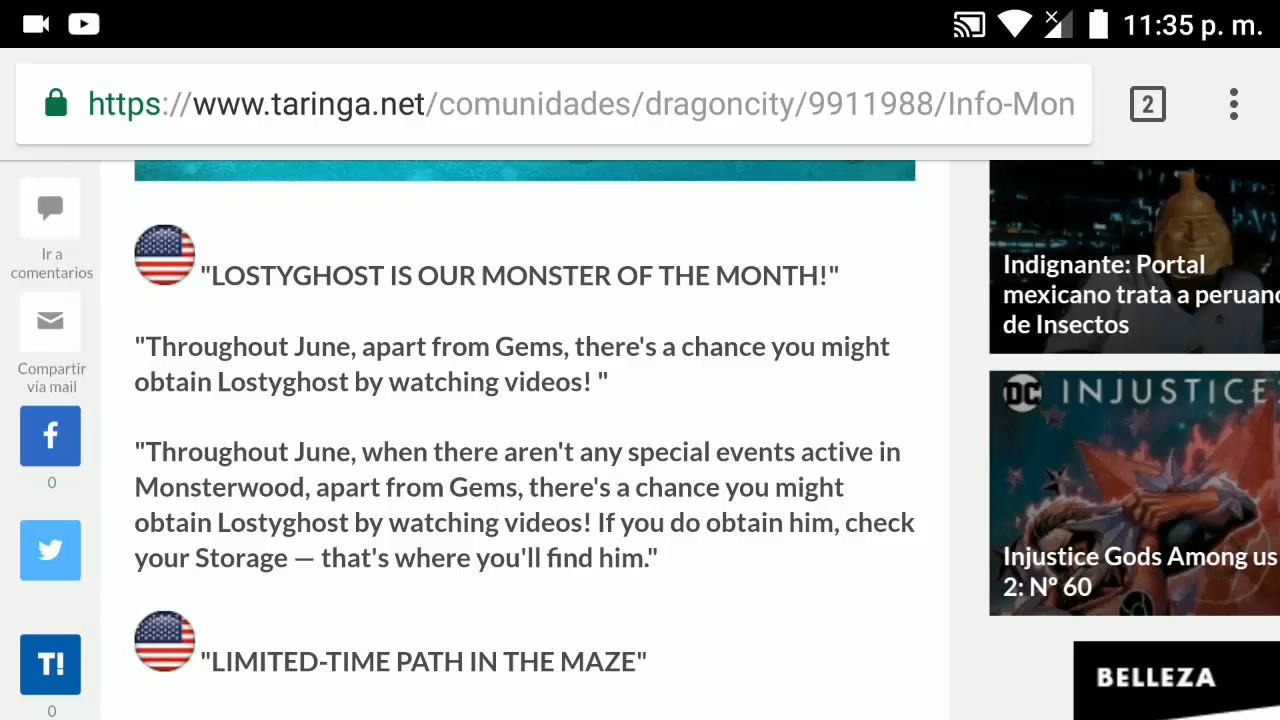 11:35 p. m.
https://www.taringa.net/comunidades/dragoncity/9911988/Info-Mon
2
Ir a
comentarios
Compartir
vía mail
0
0
"LOSTYGHOST IS OUR MONSTER OF THE MONTH!"
"Throughout June, apart from Gems, there's a chance you might
obtain Lostyghost by watching videos! "
"Throughout June, when there aren't any special events active in
Monsterwood, apart from Gems, there's a chance you might
obtain Lostyghost by watching videos! If you do obtain him, check
your Storage — that's where you'll find him."
"LIMITED-TIME PATH IN THE MAZE"
T!
Indignante: Portal
mexicano trata a peruano
de Insectos
DC INJUSTICE
Injustice Gods Among us
2: Nº 60
BELLEZA